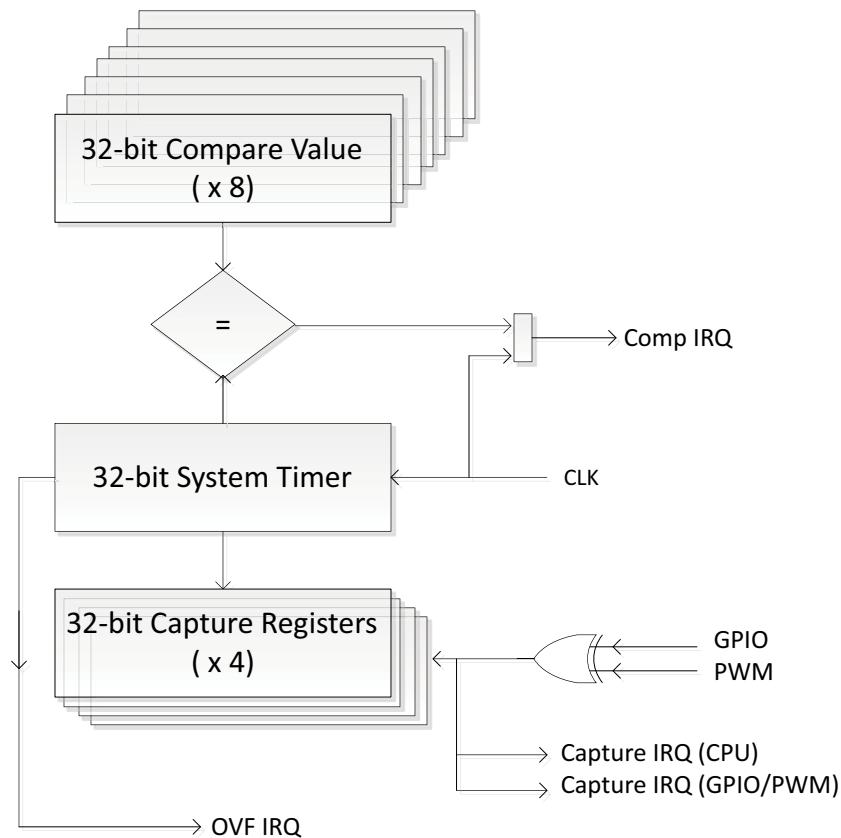 32-bit Compare Value
( x 8)
=
Comp IRQ
32-bit System Timer
CLK
32-bit Capture Registers
( x 4)
GPIO
PWM
Capture IRQ (CPU)
Capture IRQ (GPIO/PWM)
OVF IRQ